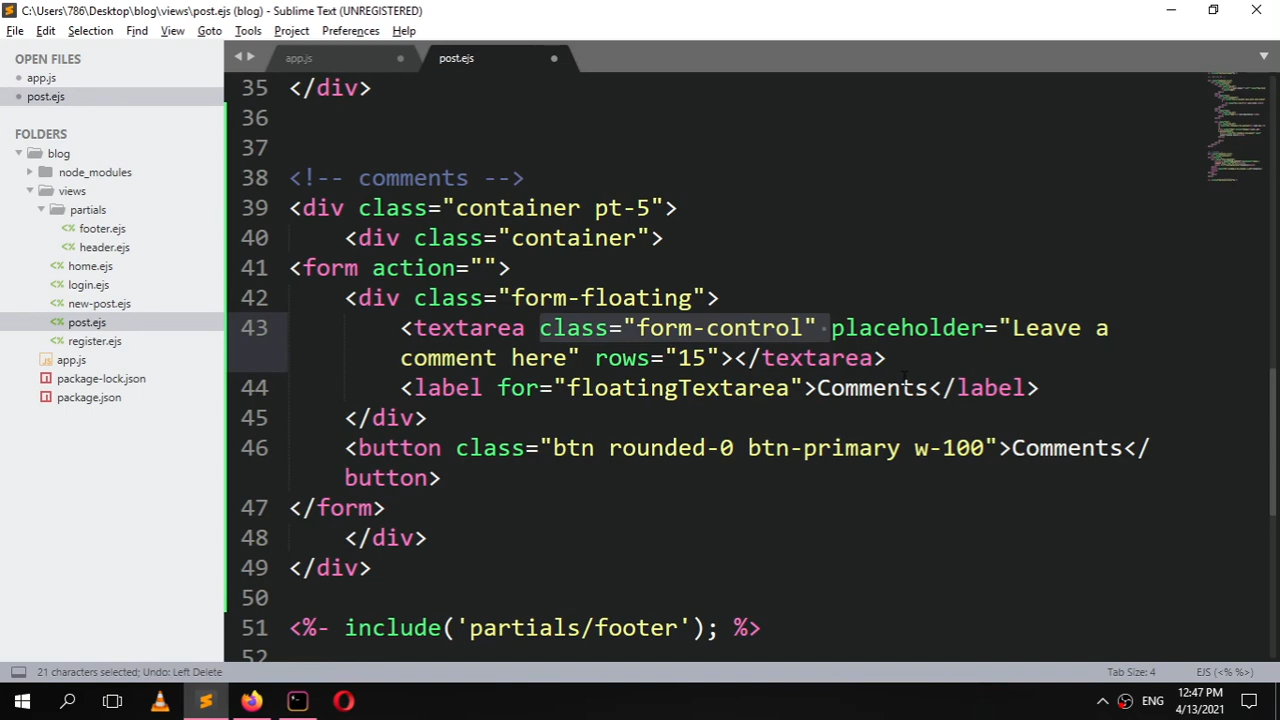 C:\Users\786\Desktop\blog\views\post.ejs (blog) - Sublime Text (UNREGISTERED)
File Edit Selection Find View Goto Tools Project Preferences Help
OPEN FILES
app.js
post.ejs
FOLDERS
blog
node_modules
views
partials
footer.ejs
header.ejs
home.ejs
login.ejs
new-post.ejs
post.ejs
register.ejs
app.js
package-lock.json
package.json
app.js post.ejs
35 </div>
36
37
38 <!-- comments -->
39 <div class="container pt-5">
40 <div class="container">
41 <form action="">
42 <div class="form-floating">
43 <textarea class="form-control" placeholder="Leave a
comment here" rows="15"></textarea>
44 <label for="floatingTextarea">Comments</label>
45 </div>
46 <button class="btn rounded-0 btn-primary w-100">Comments</
button>
47 </form>
48 </div>
49 </div>
50
51 <%- include('partials/footer'); %>
52
21 characters selected; Undo: Left Delete Tab Size: 4 EJS (<% %>)
ENG 12:47 PM
4/13/2021